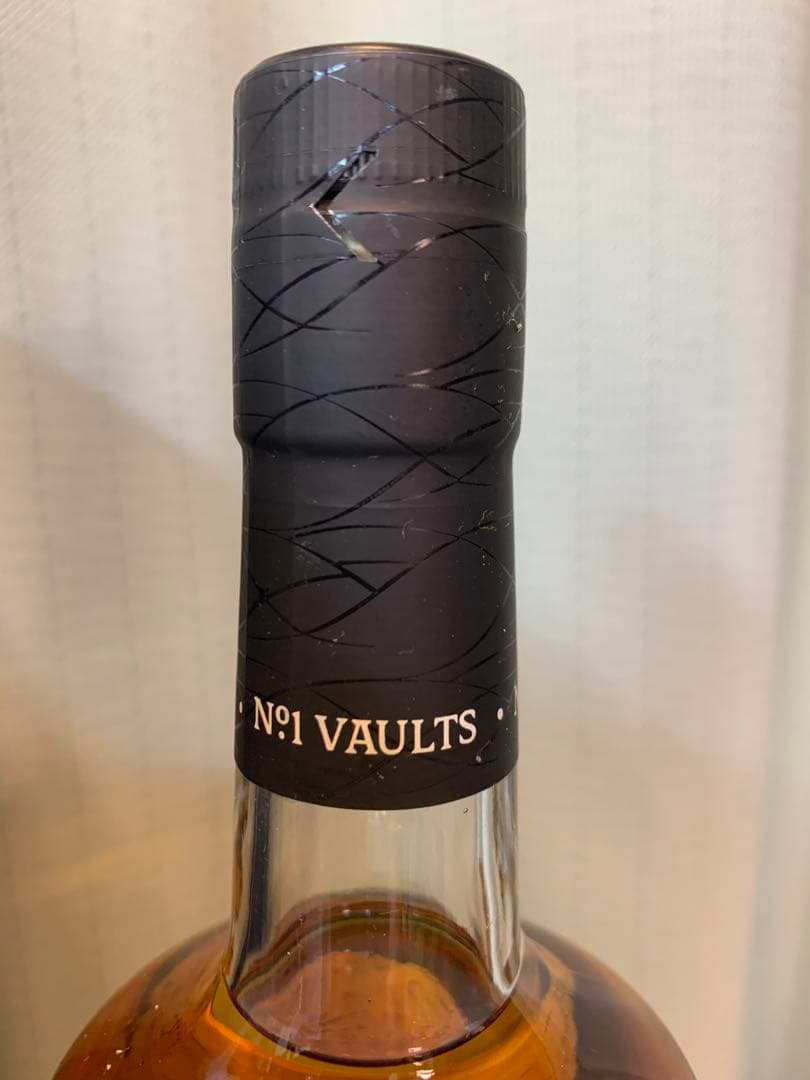 • Nº1 VAULTS •